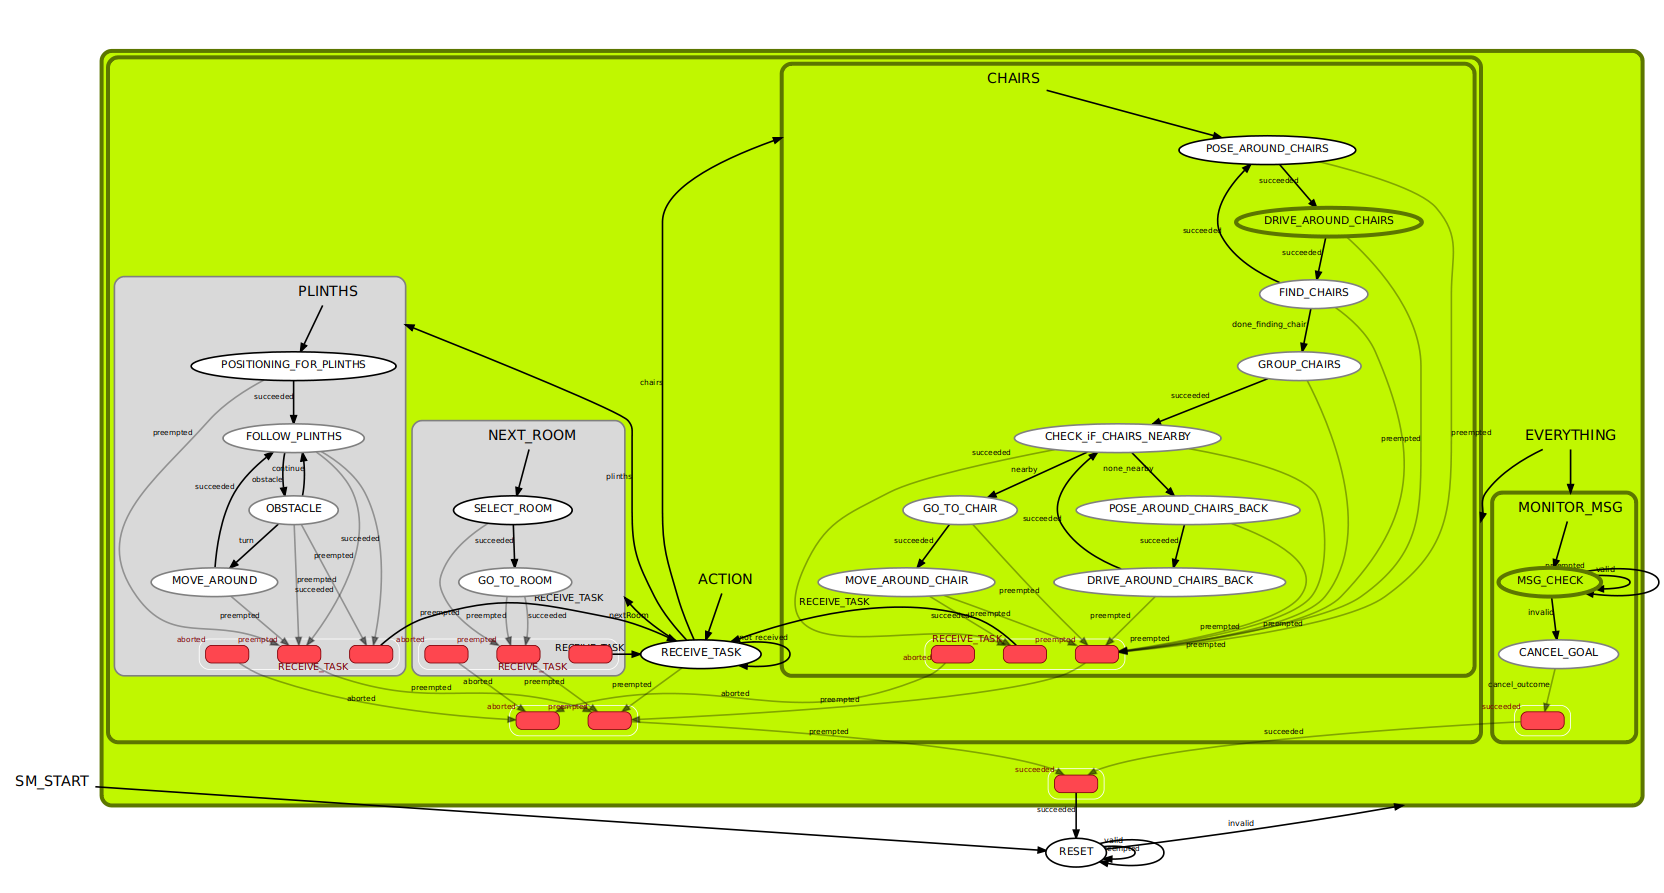 CHAIRS
POSE_AROUND_CHAIRS
succeeded
DRIVE_AROUND_CHAIRS
succeeded
succeeded
FIND_CHAIRS
done_finding_chair
GROUP_CHAIRS
chairs
succeeded
CHECK_iF_CHAIRS_NEARBY
preempted
preempted
succeeded
nearby
none_nearby
GO_TO_CHAIR
POSE_AROUND_CHAIRS_BACK
succeeded
succeeded
succeeded
MOVE_AROUND_CHAIR
DRIVE_AROUND_CHAIRS_BACK
preempted
RECEIVE_TASK
succeeded
preempted
preempted
preempted
preempted
preempted
preempted
RECEIVE_TASK
preempted
aborted
PLINTHS
POSITIONING_FOR_PLINTHS
succeeded
preempted
FOLLOW_PLINTHS
continue
obstacle
succeeded
OBSTACLE
turn
succeeded
preempted
MOVE_AROUND
preempted
succeeded
preempted
aborted
preempted
RECEIVE_TASK
NEXT_ROOM
SELECT_ROOM
succeeded
GO_TO_ROOM
RECEIVE_TASK
preempted
preempted
succeeded
aborted
preempted
RECEIVE_TASK
RECEIVE_TASK
plinths
nextRoom
ACTION
not received
RECEIVE_TASK
aborted
preempted
aborted
preempted
preempted
aborted
preempted
aborted
preempted
preempted
EVERYTHING
MONITOR_MSG
preempted
valid
MSG_CHECK
invalid
CANCEL_GOAL
cancel_outcome
succeeded
succeeded
succeeded
SM_START
succeeded
RESET
valid
invalid